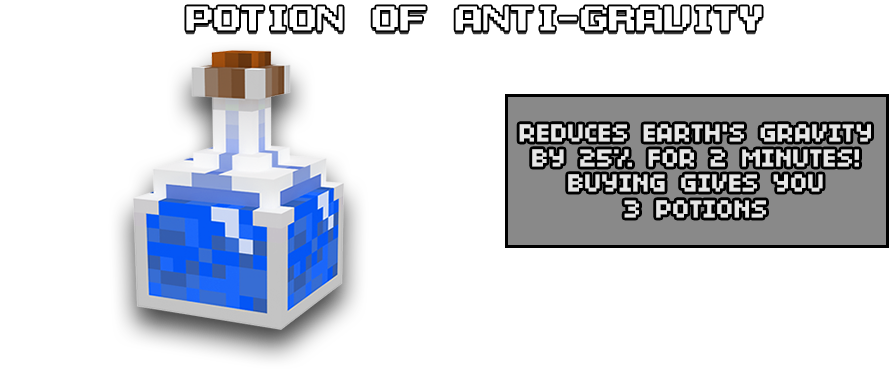 POTION OF ANTI-GRAVITY
REDUCES EARTH'S GRAVITY
BY 25% FOR 2 MINUTES!
BUYING GIVES YOU
3 POTIONS